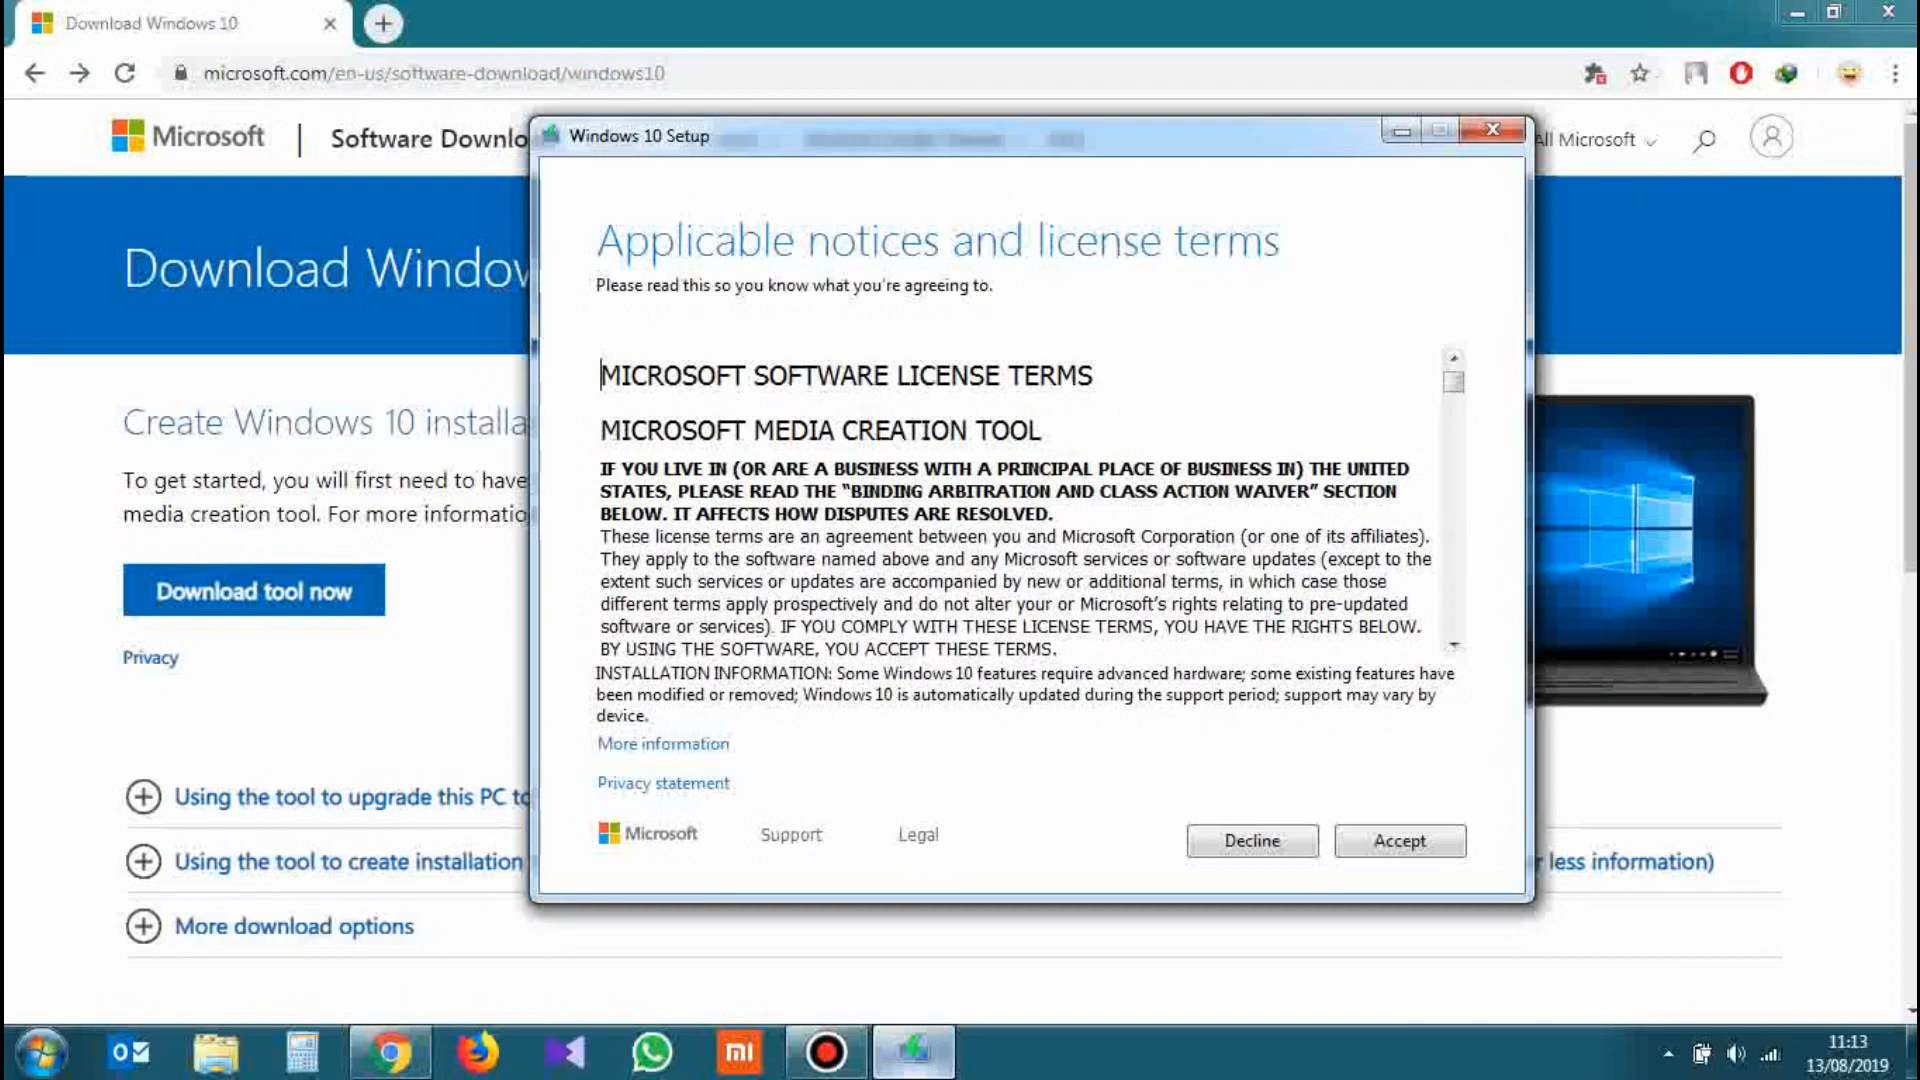 Download Windows 10
microsoft.com/en-us/software-download/windows10
Microsoft
Software Downlo
All Microsoft
Windows 10 Setup
Download Window
Applicable notices and license terms
Please read this so you know what you're agreeing to.
MICROSOFT SOFTWARE LICENSE TERMS
MICROSOFT MEDIA CREATION TOOL
IF YOU LIVE IN (OR ARE A BUSINESS WITH A PRINCIPAL PLACE OF BUSINESS IN) THE UNITED
STATES, PLEASE READ THE “BINDING ARBITRATION AND CLASS ACTION WAIVER” SECTION
BELOW. IT AFFECTS HOW DISPUTES ARE RESOLVED.
These license terms are an agreement between you and Microsoft Corporation (or one of its affiliates).
They apply to the software named above and any Microsoft services or software updates (except to the
extent such services or updates are accompanied by new or additional terms, in which case those
different terms apply prospectively and do not alter your or Microsoft’s rights relating to pre-updated
software or services). IF YOU COMPLY WITH THESE LICENSE TERMS, YOU HAVE THE RIGHTS BELOW.
BY USING THE SOFTWARE, YOU ACCEPT THESE TERMS.
INSTALLATION INFORMATION: Some Windows 10 features require advanced hardware; some existing features have
been modified or removed; Windows 10 is automatically updated during the support period; support may vary by
device.
More information
Privacy statement
Microsoft
Support
Legal
Decline
Accept
Create Windows 10 installa
To get started, you will first need to have
media creation tool. For more informatio
Download tool now
Privacy
Using the tool to upgrade this PC to
Using the tool to create installation
r less information)
More download options
11:13
13/08/2019